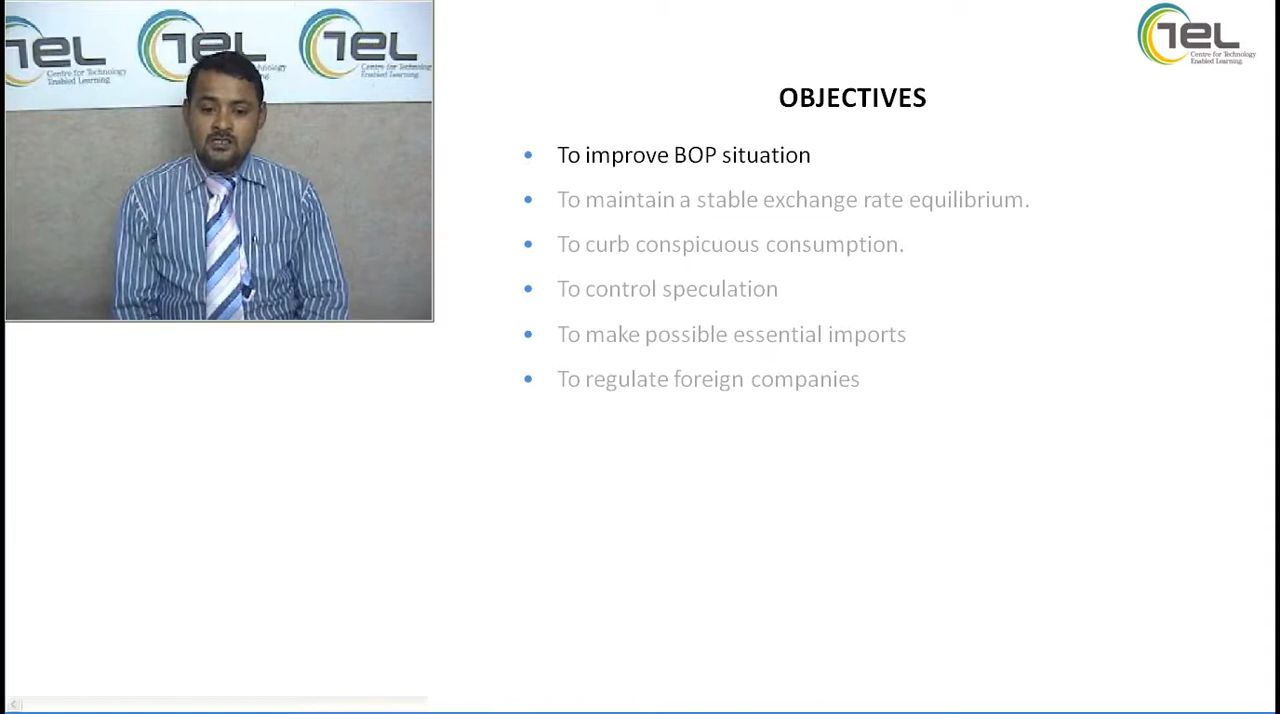 TEL
Centre for Technology
Enabled Learning
TEL
TEL
Centre for Technology
Enabled Learning
TEL
Centre for Technology
Enabled Learning
OBJECTIVES
• To improve BOP situation
• To maintain a stable exchange rate equilibrium.
• To curb conspicuous consumption.
• To control speculation
• To make possible essential imports
• To regulate foreign companies